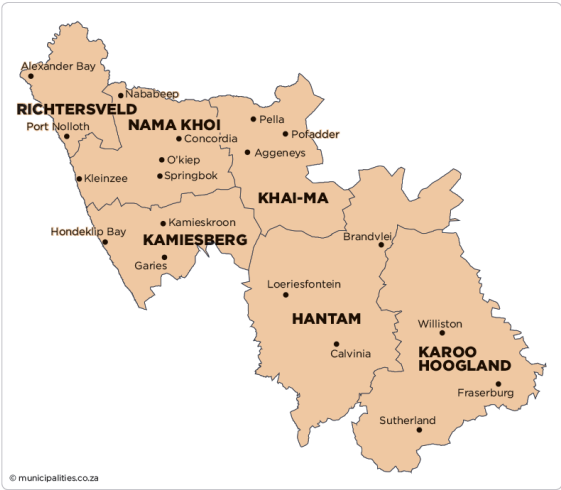 Alexander Bay
Nababeep
RICHTERSVELD
Port Nolloth
NAMA KHOI
Concordia
Pella
Pofadder
Aggeneys
O'kiep
Springbok
Kleinzee
KHAI-MA
Kamieskroon
Hondeklip Bay
KAMIESBERG
Garies
Brandvlei
Loeriesfontein
HANTAM
Calvinia
Williston
KAROO
HOOGLAND
Fraserburg
Sutherland
© municipalities.co.za